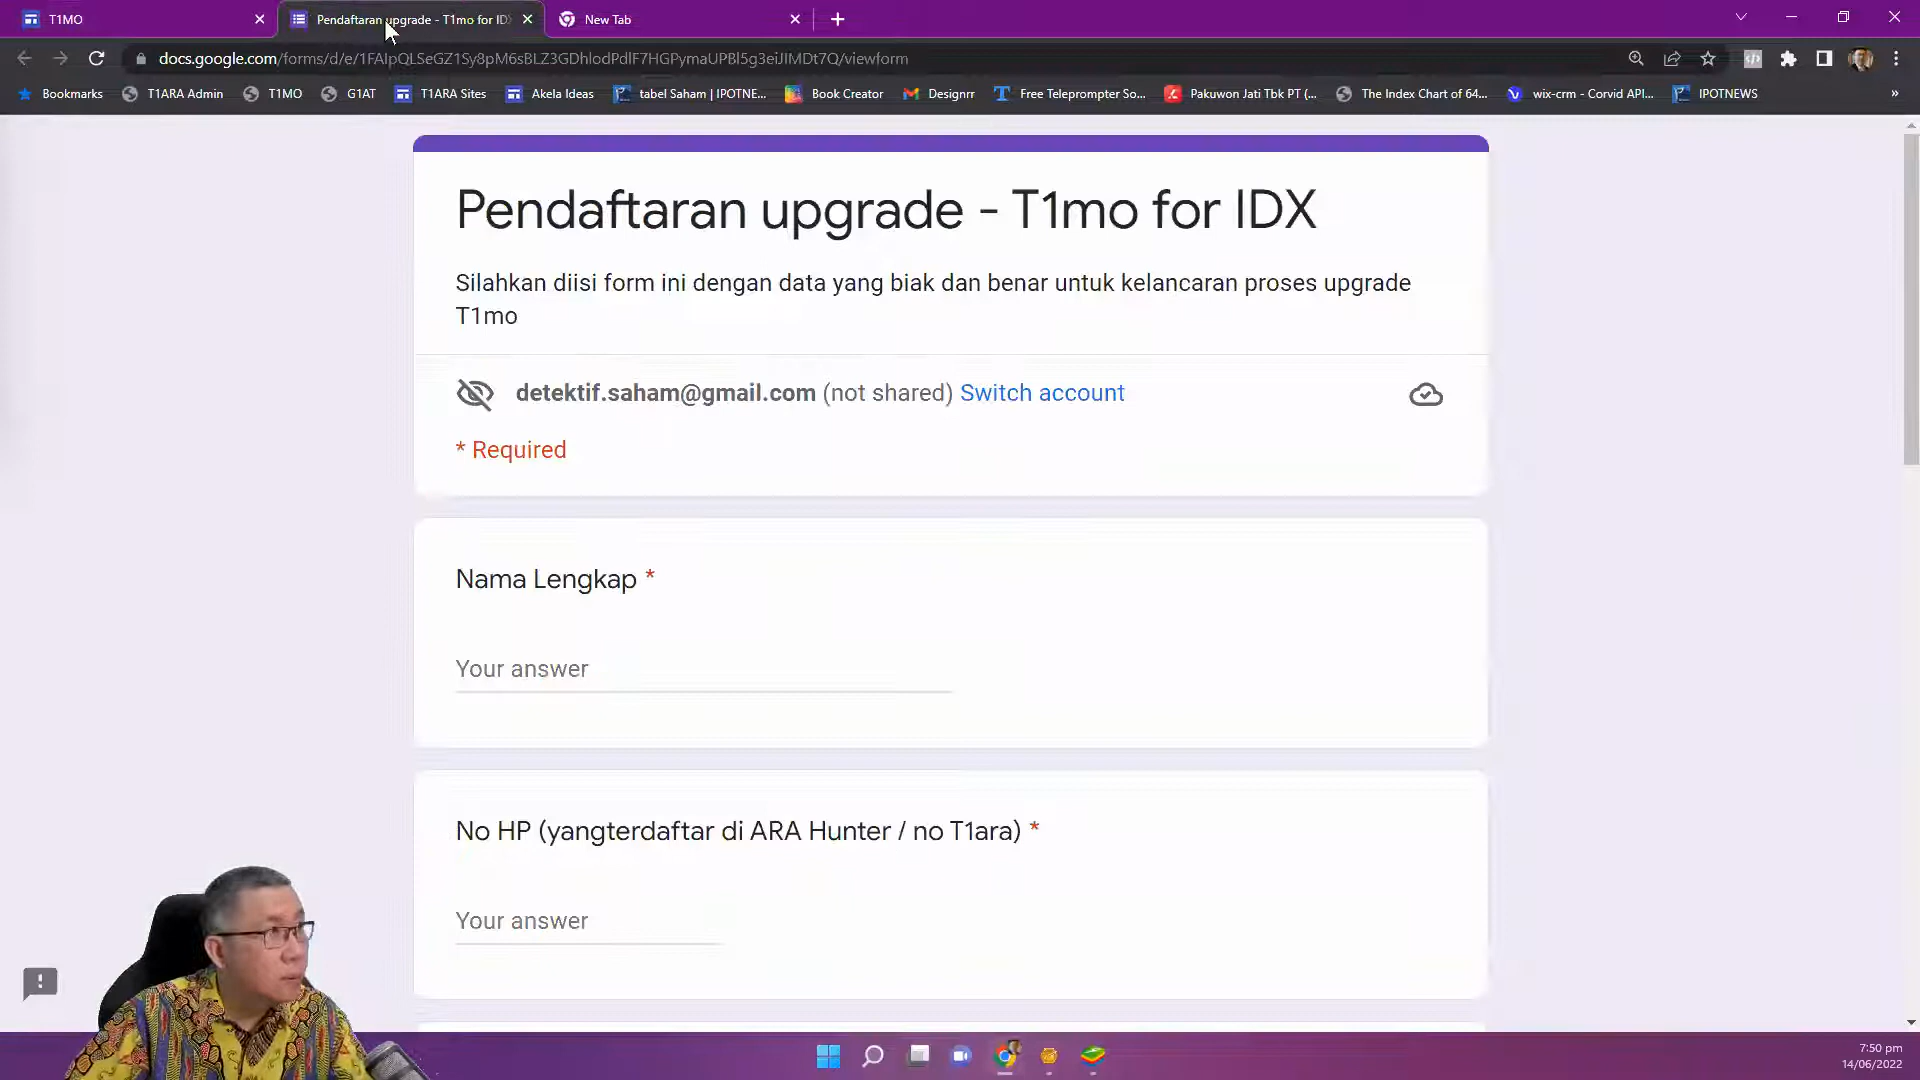 T1MO
Pendaftaran upgrade - T1mo for ID
New Tab
docs.google.com/forms/d/e/1FAIpQLSeGZ1Sy8pM6sBLZ3GDhlodPdlF7HGPymaUPBl5g3eiJIMDt7Q/viewform
Bookmarks
T1ARA Admin
T1MO
G1AT
T1ARA Sites
Akela Ideas
tabel Saham | IPOTNE...
Book Creator
Designrr
Free Teleprompter So...
Pakuwon Jati Tbk PT (...
The Index Chart of 64...
wix-crm - Corvid API...
IPOTNEWS
»
Pendaftaran upgrade - T1mo for IDX
Silahkan diisi form ini dengan data yang biak dan benar untuk kelancaran proses upgrade
T1mo
detektif.saham@gmail.com (not shared) Switch account
* Required
Nama Lengkap *
Your answer
No HP (yangterdaftar di ARA Hunter / no T1ara) *
Your answer
7:50 pm
14/06/2022